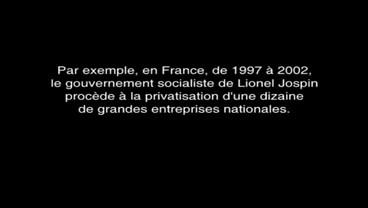 Par exemple, en France, de 1997 à 2002,
le gouvernement socialiste de Lionel Jospin
procède à la privatisation d'une dizaine
de grandes entreprises nationales.